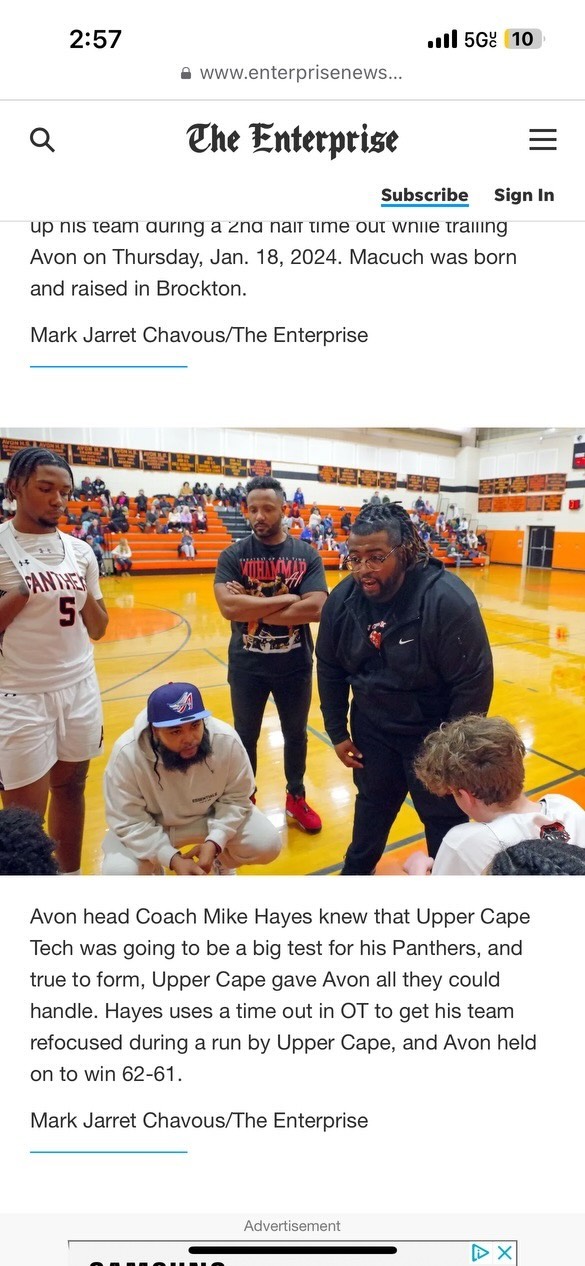 2:57
5G
10
www.enterprisenews...
The Enterprise
Subscribe
Sign In
up his team during a 2nd half time out while trailing
Avon on Thursday, Jan. 18, 2024. Macuch was born
and raised in Brockton.
Mark Jarret Chavous/The Enterprise
PANTHER
5
MUHAMMAD
ALI
A
ESSENTIALS
Avon head Coach Mike Hayes knew that Upper Cape
Tech was going to be a big test for his Panthers, and
true to form, Upper Cape gave Avon all they could
handle. Hayes uses a time out in OT to get his team
refocused during a run by Upper Cape, and Avon held
on to win 62-61.
Mark Jarret Chavous/The Enterprise
Advertisement
SAMSUNG